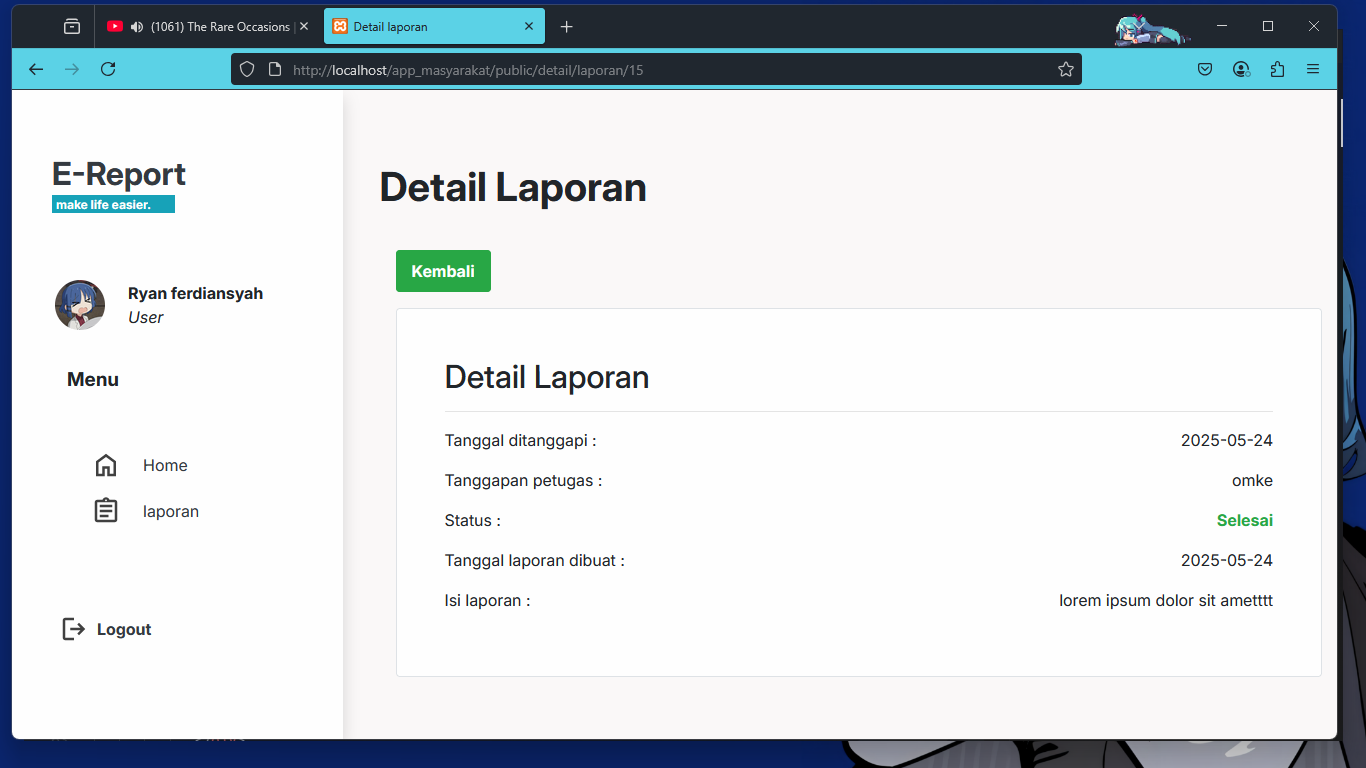 (1061) The Rare Occasions
Detail laporan
http://localhost/app_masyarakat/public/detail/laporan/15
E-Report
make life easier.
Ryan ferdiansyah
User
Menu
Home
laporan
Logout
Detail Laporan
Kembali
Detail Laporan
Tanggal ditanggapi : 2025-05-24
Tanggapan petugas : omke
Status : Selesai
Tanggal laporan dibuat : 2025-05-24
Isi laporan : lorem ipsum dolor sit ametttt